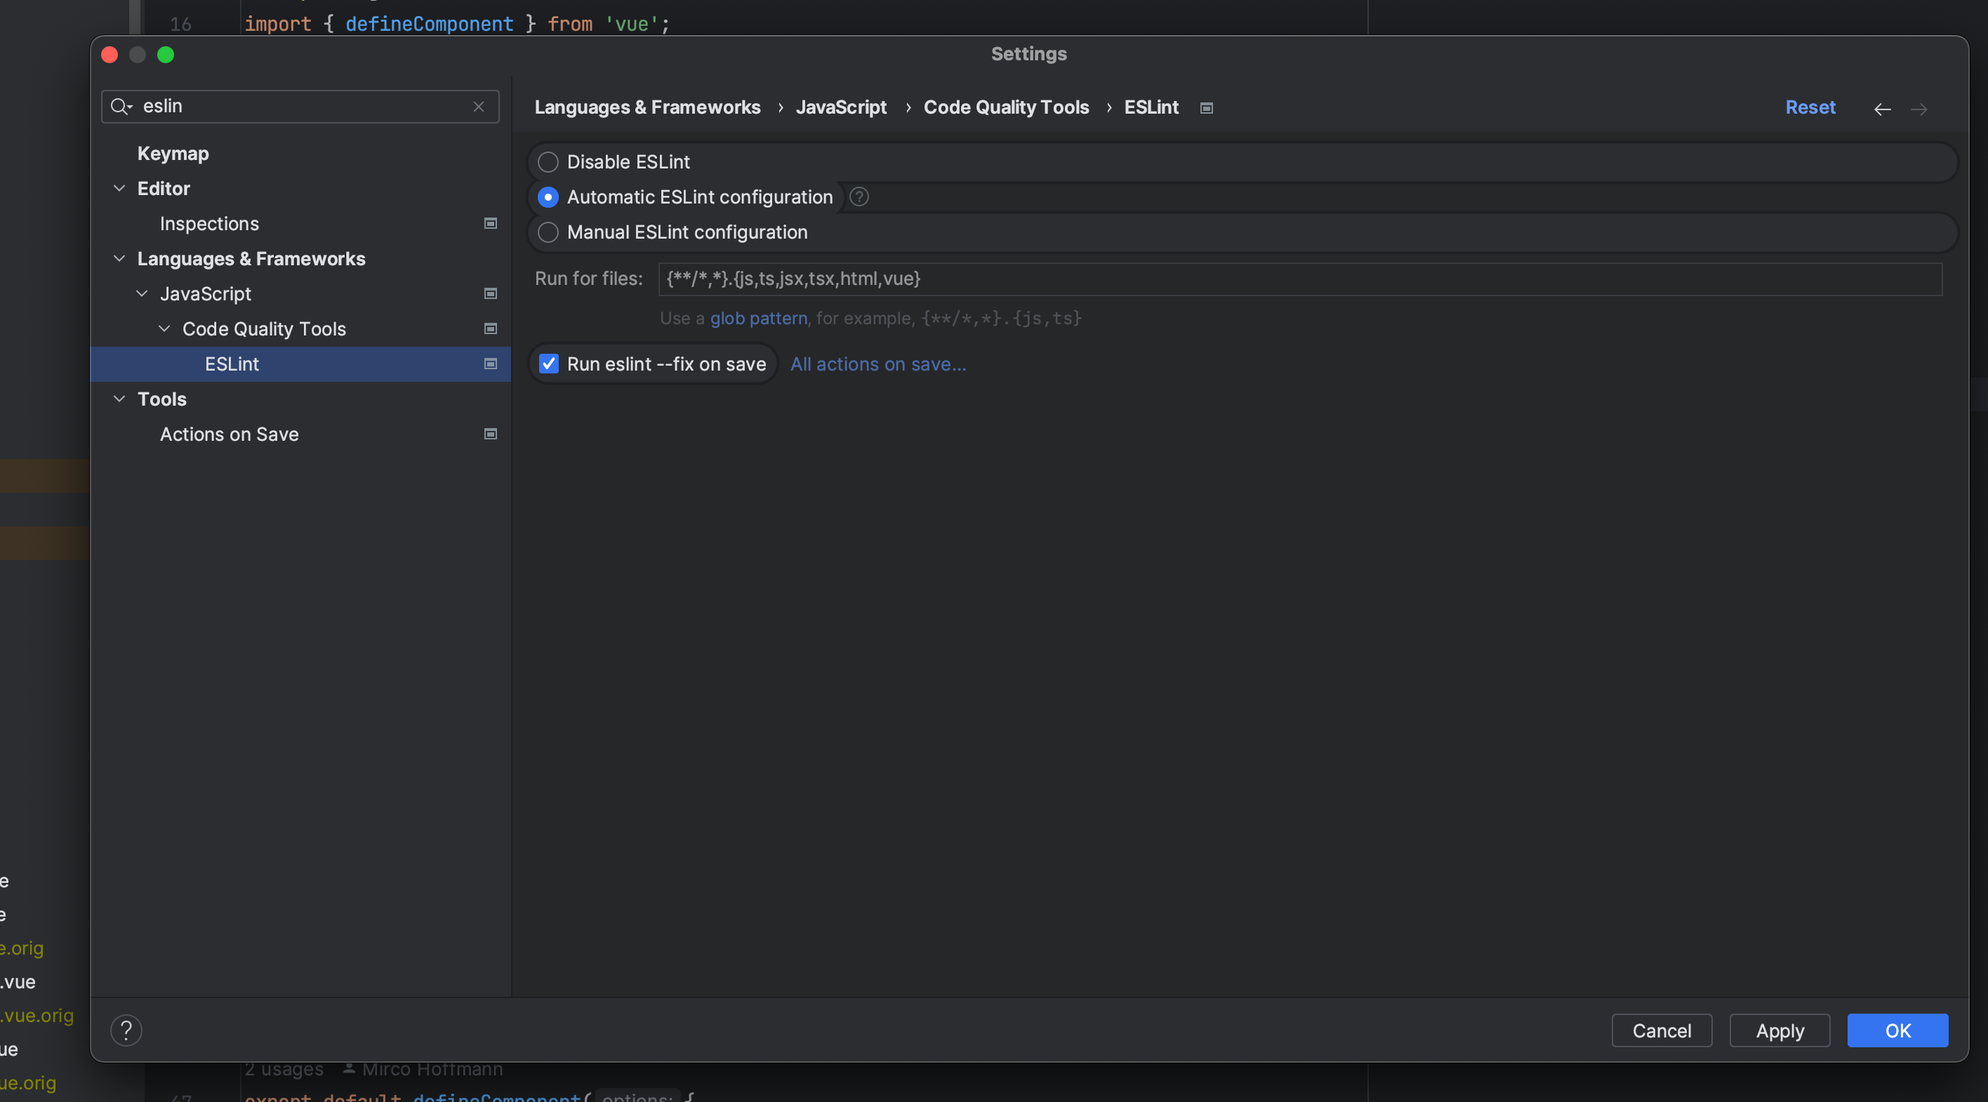 16 import { defineComponent } from 'vue';
Settings
eslin
Keymap
Editor
Inspections
Languages & Frameworks
JavaScript
Code Quality Tools
ESLint
Tools
Actions on Save
Languages & Frameworks › JavaScript › Code Quality Tools › ESLint
Reset
Disable ESLint
Automatic ESLint configuration ?
Manual ESLint configuration
Run for files: {**/*,*}.{js,ts,jsx,tsx,html,vue}
Use a glob pattern, for example, {**/*,*}.{js,ts}
Run eslint --fix on save All actions on save...
e
e
e.orig
.vue
.vue.orig
ue
ue.orig
? Cancel Apply OK
2 usages Mirco Hoffmann
47 export default defineComponent( options: {